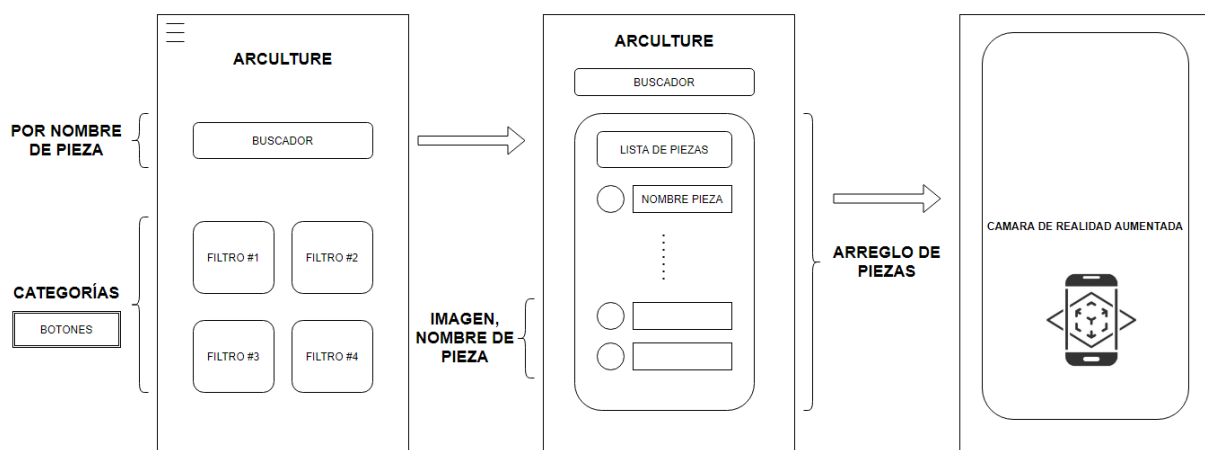 ARCULTURE
POR NOMBRE
DE PIEZA
BUSCADOR
CATEGORÍAS
BOTONES
FILTRO #1
FILTRO #2
FILTRO #3
FILTRO #4
ARCULTURE
BUSCADOR
LISTA DE PIEZAS
NOMBRE PIEZA
IMAGEN,
NOMBRE DE
PIEZA
ARREGLO DE
PIEZAS
CAMARA DE REALIDAD AUMENTADA